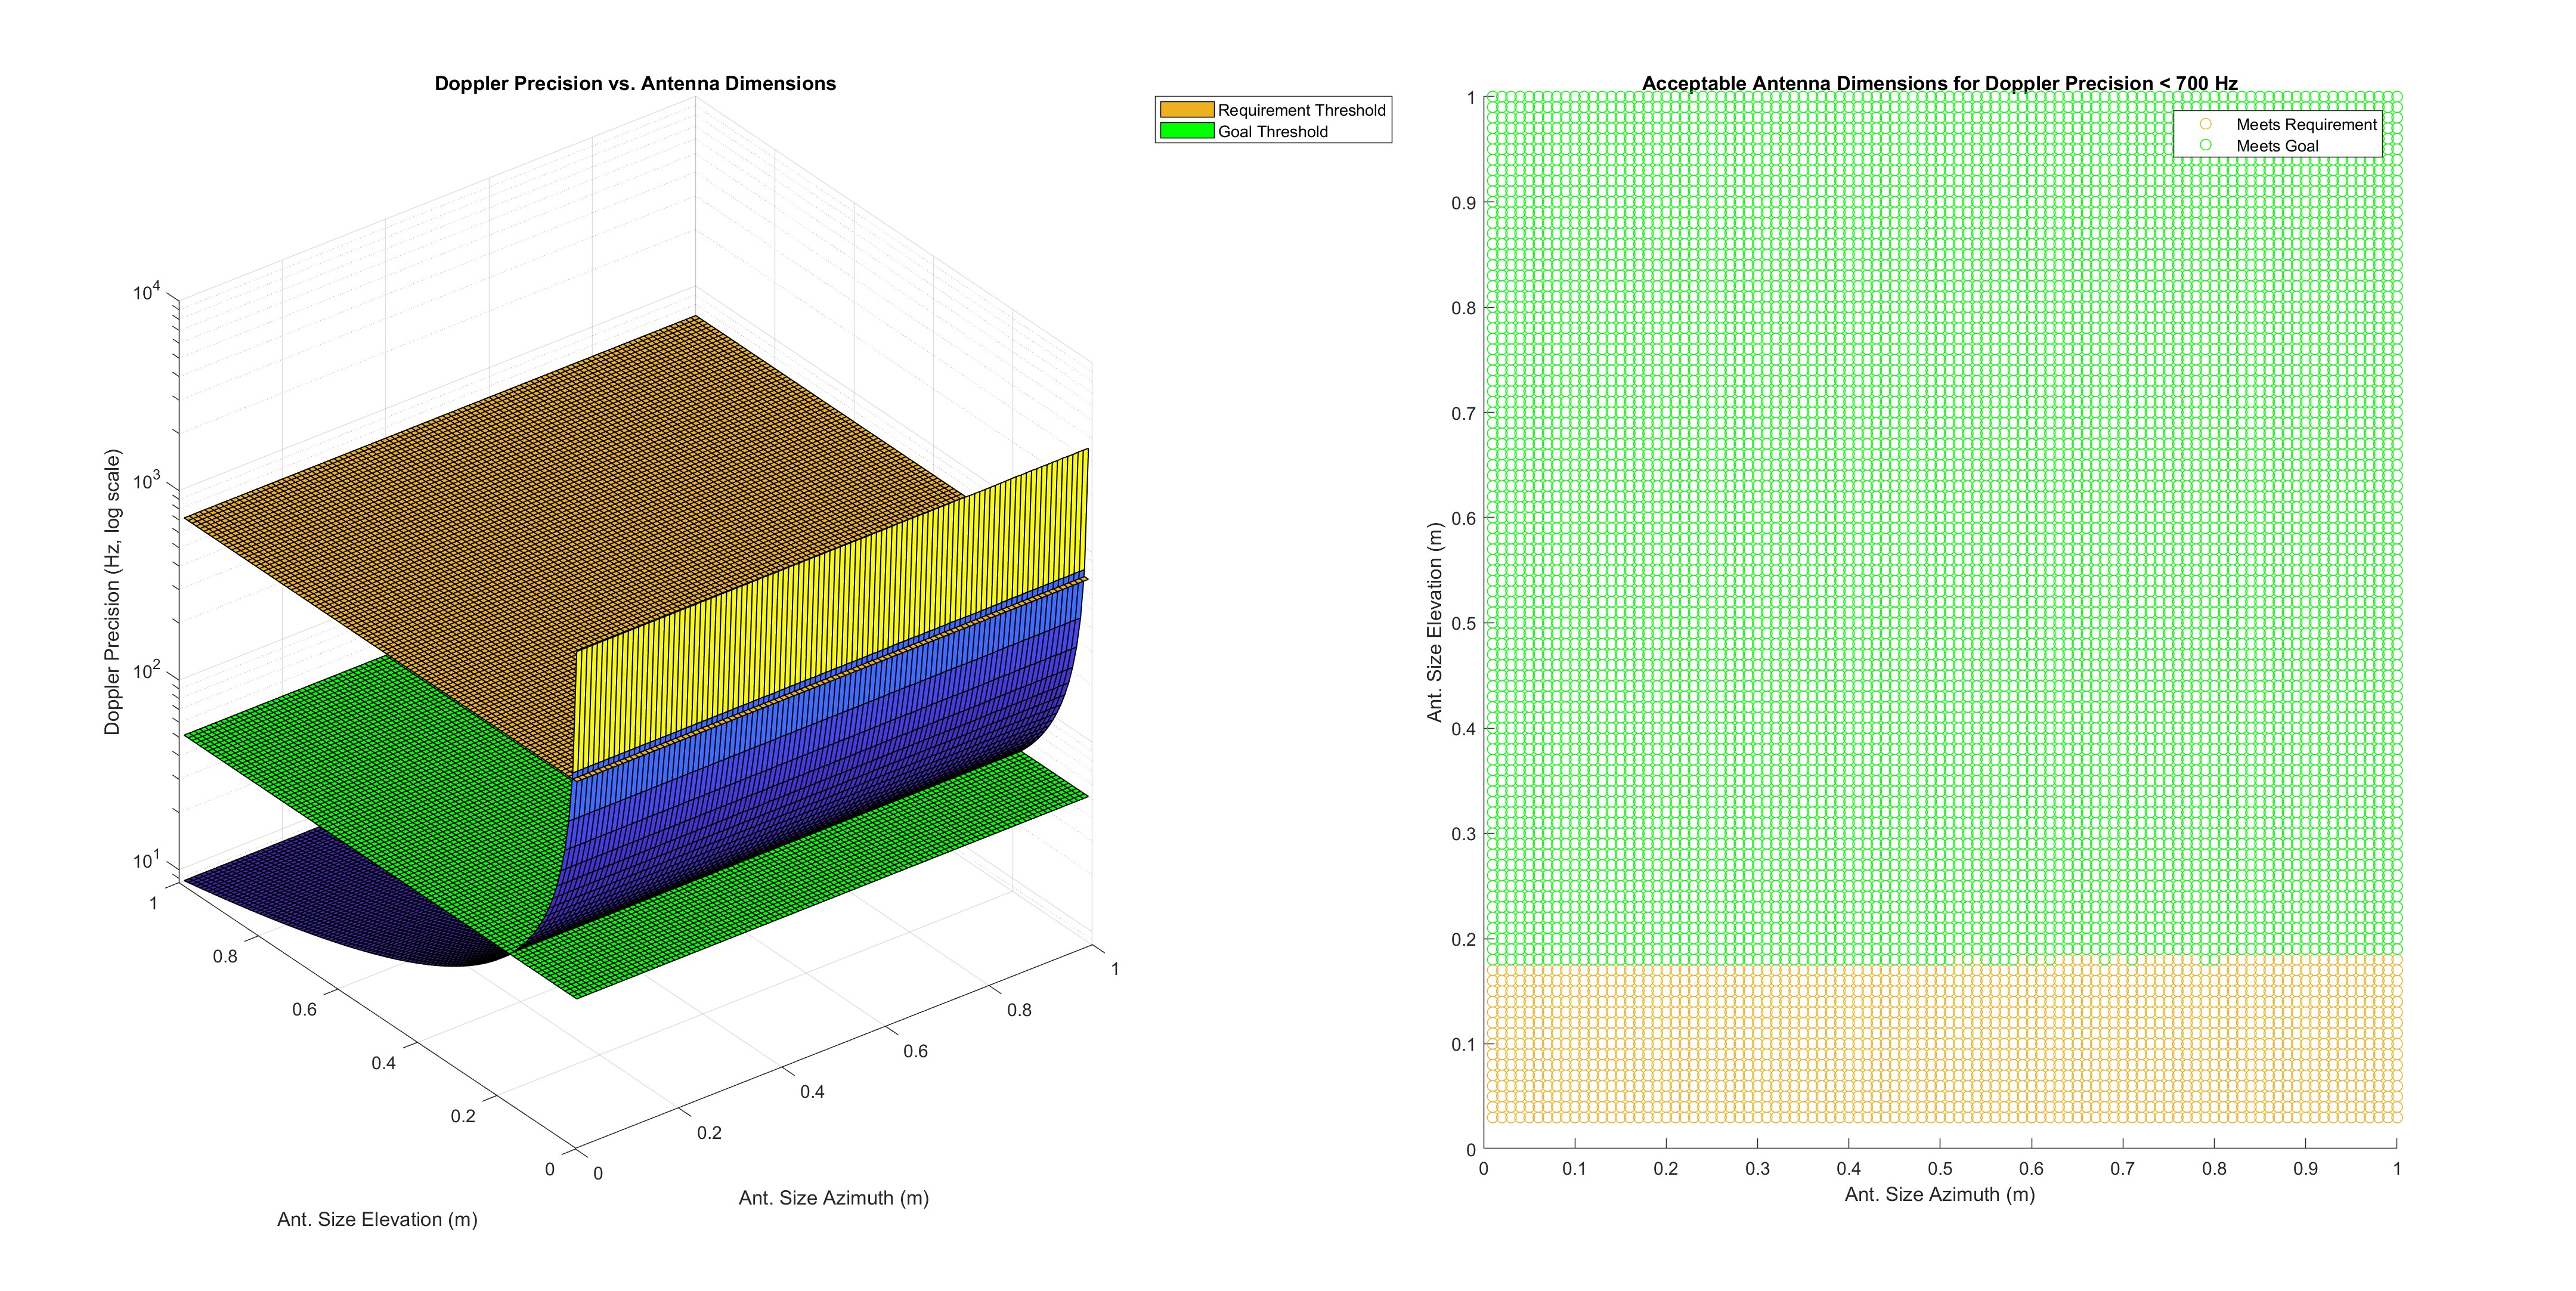 Doppler Precision vs. Antenna Dimensions
Requirement Threshold
Goal Threshold
Doppler Precision (Hz, log scale)
10^4
10^3
10^2
10^1
1
0.8
0.6
0.4
0.2
0
Ant. Size Elevation (m)
0
0.2
0.4
0.6
0.8
1
Ant. Size Azimuth (m)
Acceptable Antenna Dimensions for Doppler Precision < 700 Hz
Meets Requirement
Meets Goal
Ant. Size Elevation (m)
1
0.9
0.8
0.7
0.6
0.5
0.4
0.3
0.2
0.1
0
0 0.1 0.2 0.3 0.4 0.5 0.6 0.7 0.8 0.9 1
Ant. Size Azimuth (m)